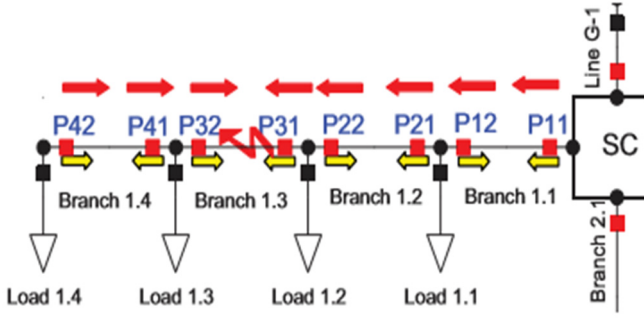 Line G-1
P42 P41 P32 P31 P22 P21 P12 P11
SC
Branch 1.4 Branch 1.3 Branch 1.2 Branch 1.1
Branch 2.1
Load 1.4 Load 1.3 Load 1.2 Load 1.1